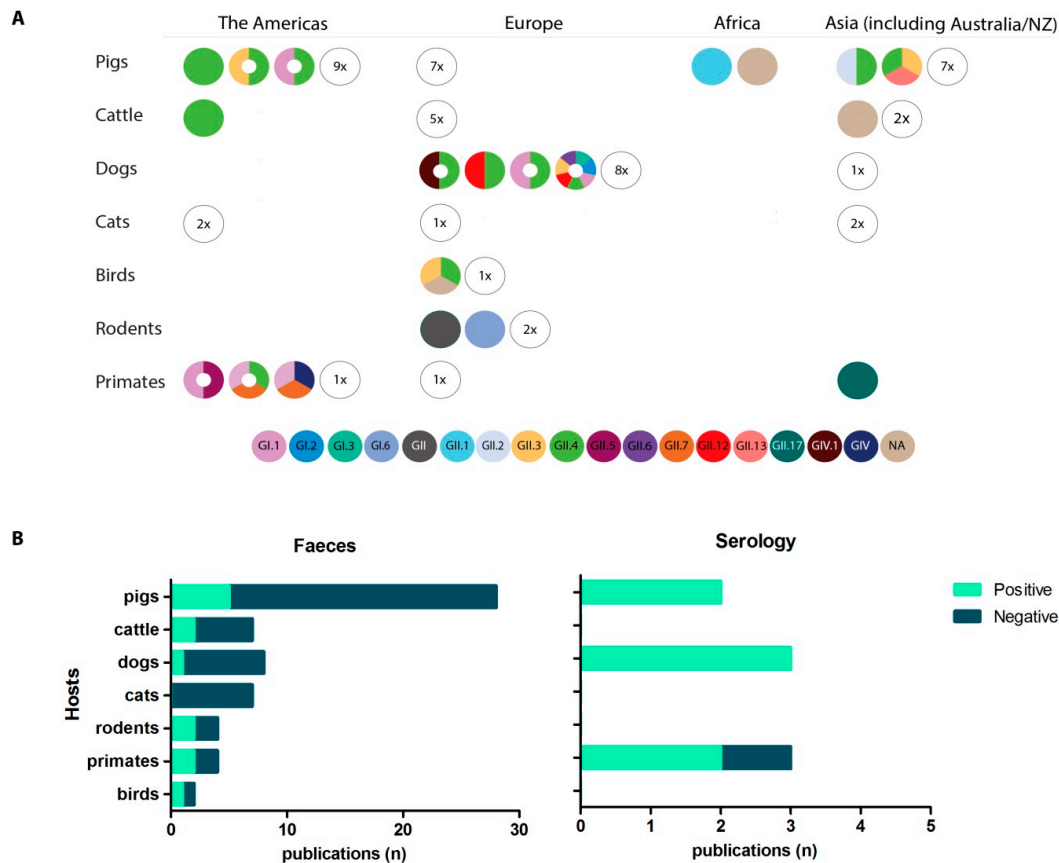 A
The Americas Europe Africa Asia (including Australia/NZ)
Pigs 9x 7x 7x
Cattle 5x 2x
Dogs 8x 1x
Cats 2x 1x 2x
Birds 1x
Rodents 2x
Primates 1x 1x
GI.1 GI.2 GI.3 GI.6 GII GII.1 GII.2 GII.3 GII.4 GII.5 GII.6 GII.7 GII.12 GII.13 GII.17 GIV.1 GIV NA
B
Faeces
Hosts
pigs
cattle
dogs
cats
rodents
primates
birds
0 10 20 30
publications (n)
Serology
0 1 2 3 4 5
publications (n)
Positive
Negative